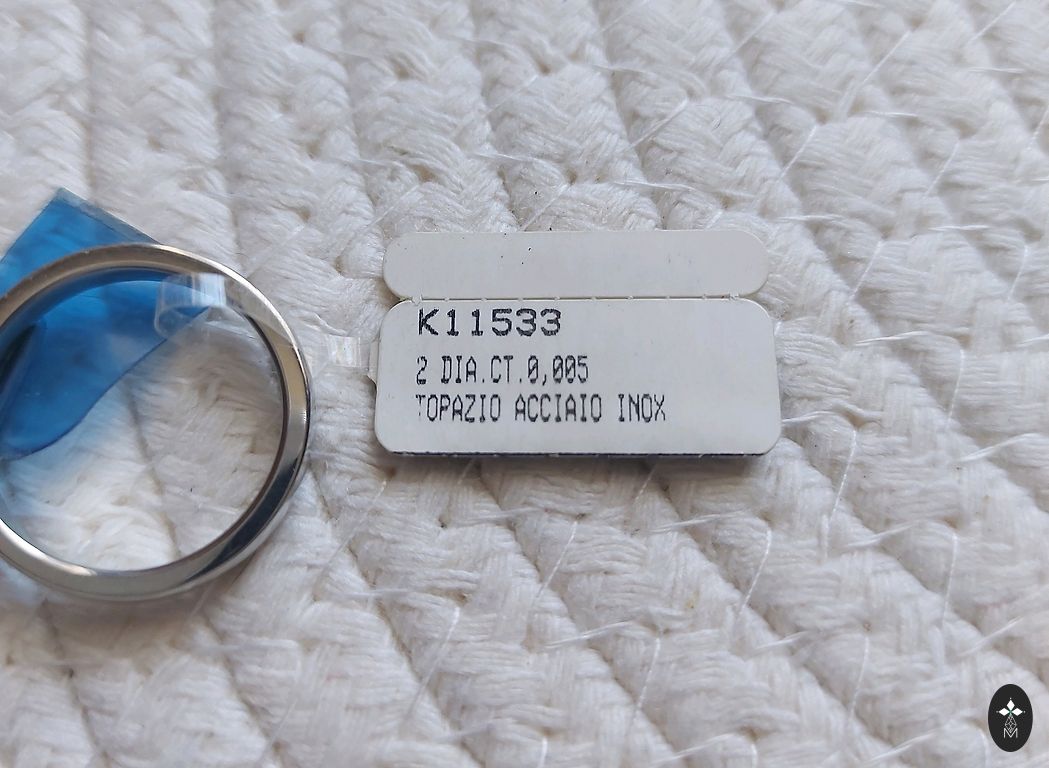 K11533
2 DIA.CT.0,005
TOPAZIO ACCIAIO INOX
M